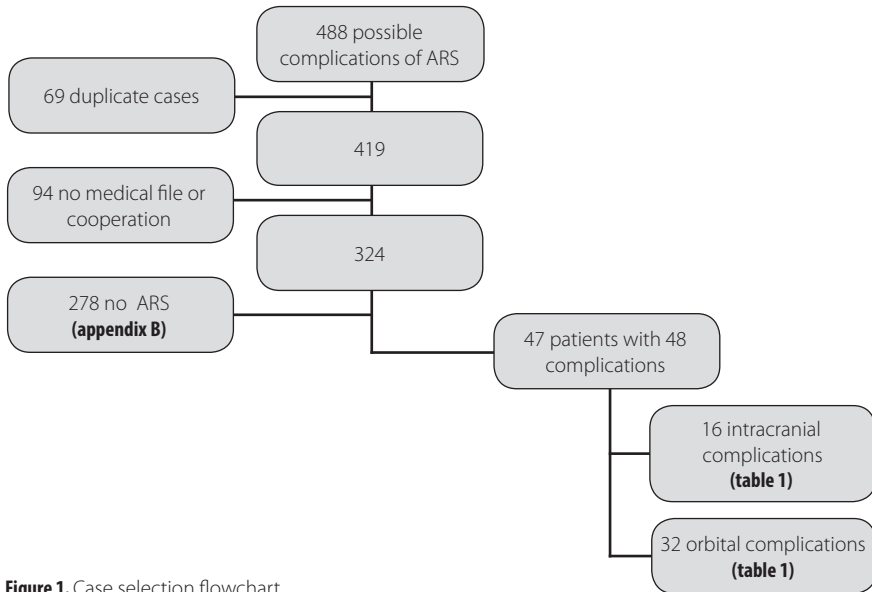 488 possible
complications of ARS
69 duplicate cases
419
94 no medical file or
cooperation
324
278 no ARS
(appendix B)
47 patients with 48
complications
16 intracranial
complications
(table 1)
32 orbital complications
(table 1)
Figure 1. Case selection flowchart